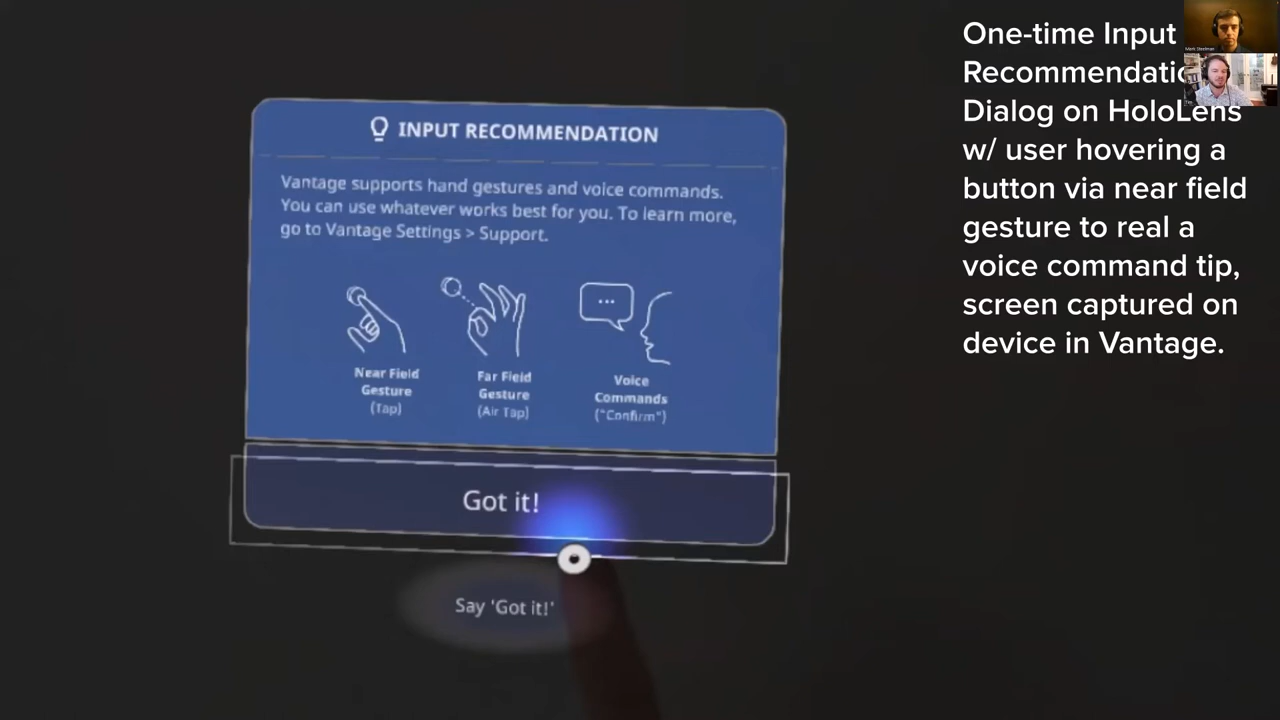 INPUT RECOMMENDATION
Vantage supports hand gestures and voice commands.
You can use whatever works best for you. To learn more,
go to Vantage Settings > Support.
Near Field
Gesture
(Tap)
Far Field
Gesture
(Air Tap)
Voice
Commands
("Confirm")
Got it!
Say 'Got it!'
One-time Input
Dialog on HoloLens
w/ user hovering a
button via near field
gesture to real a
voice command tip,
screen captured on
device in Vantage.